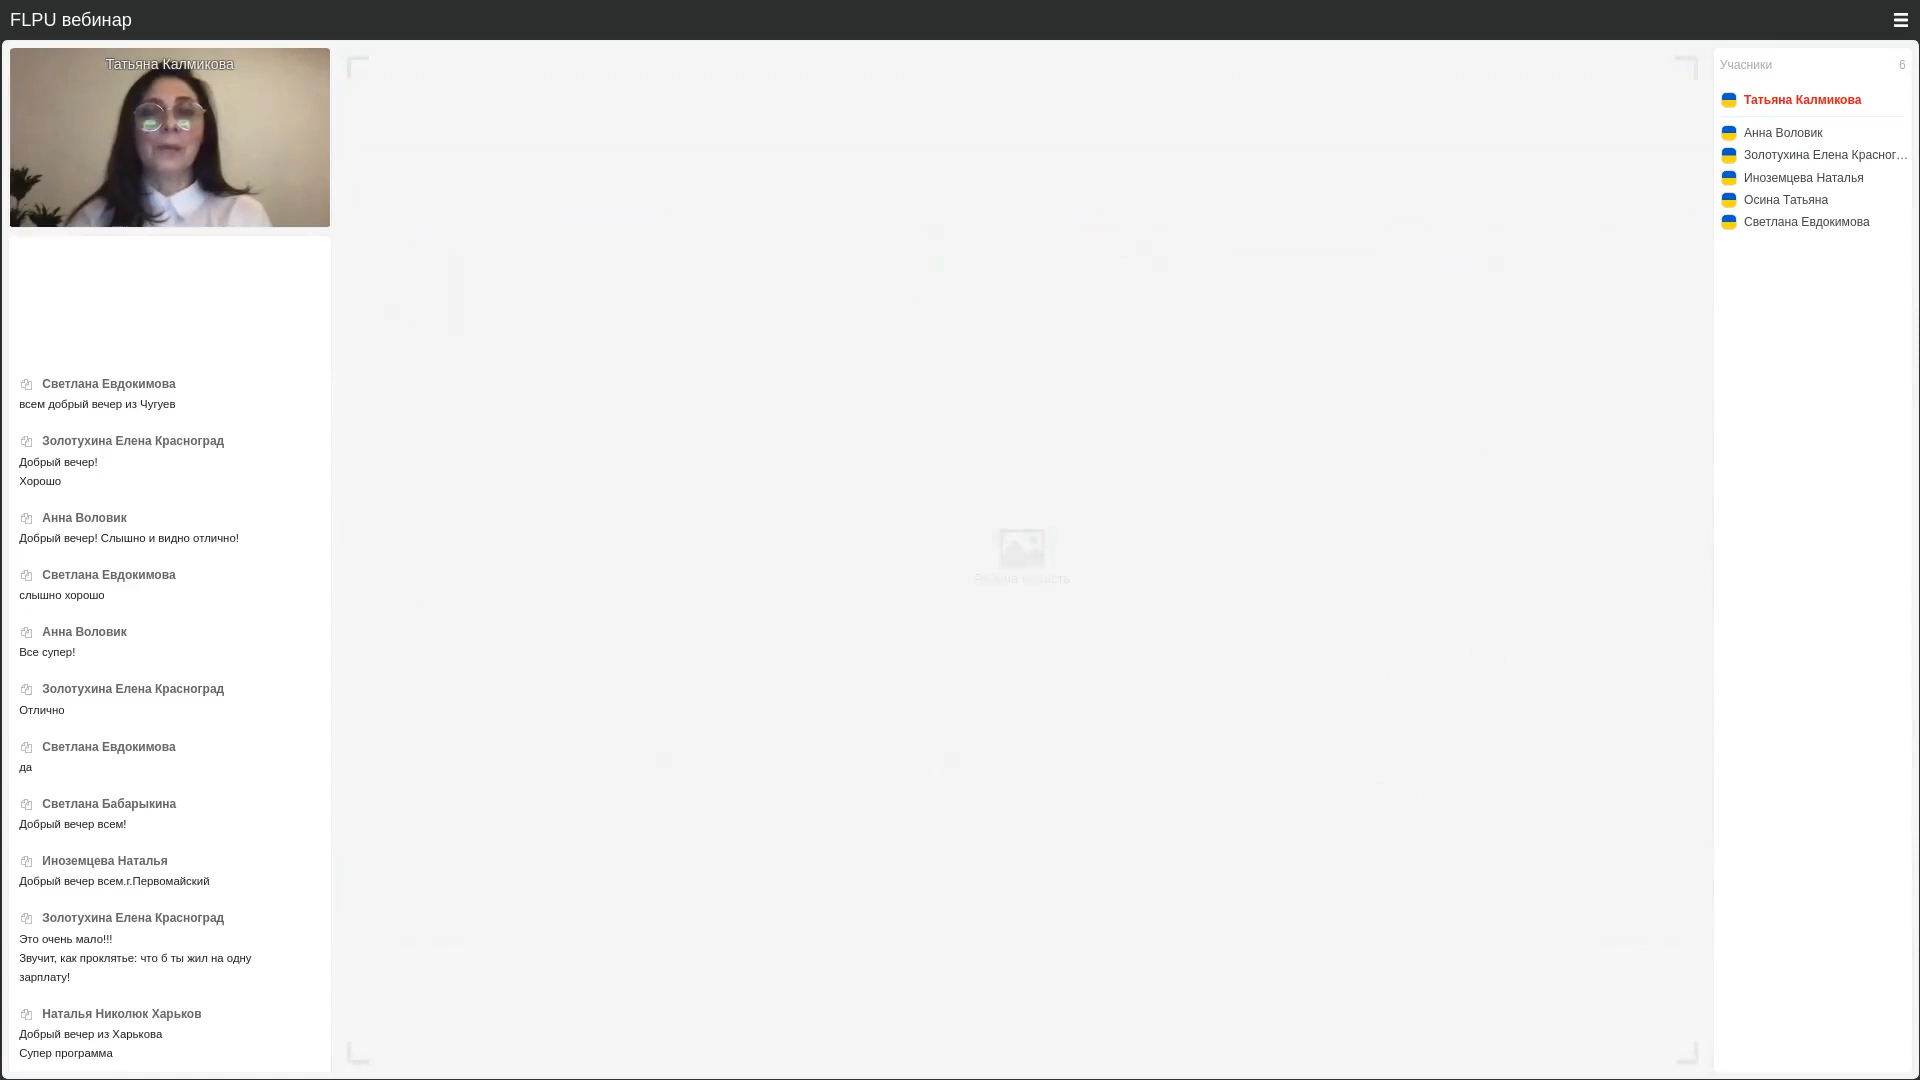 FLPU вебинар
Татьяна Калмикова
Светлана Евдокимова
всем добрый вечер из Чугуев
Золотухина Елена Красноград
Добрый вечер!
Хорошо
Анна Воловик
Добрый вечер! Слышно и видно отлично!
Светлана Евдокимова
слышно хорошо
Анна Воловик
Все супер!
Золотухина Елена Красноград
Отлично
Светлана Евдокимова
да
Светлана Бабарыкина
Добрый вечер всем!
Иноземцева Наталья
Добрый вечер всем.г.Первомайский
Золотухина Елена Красноград
Это очень мало!!!
Звучит, как проклятье: что б ты жил на одну
зарплату!
Наталья Николюк Харьков
Добрый вечер из Харькова
Супер программа
Учасники 6
Татьяна Калмикова
Анна Воловик
Золотухина Елена Красног...
Иноземцева Наталья
Осина Татьяна
Светлана Евдокимова